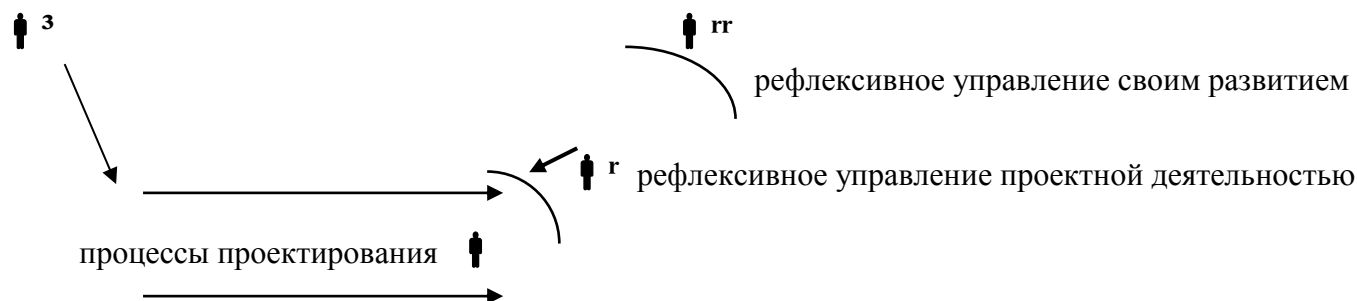 з
rr
рефлексивное управление своим развитием
r рефлексивное управление проектной деятельностью
процессы проектирования